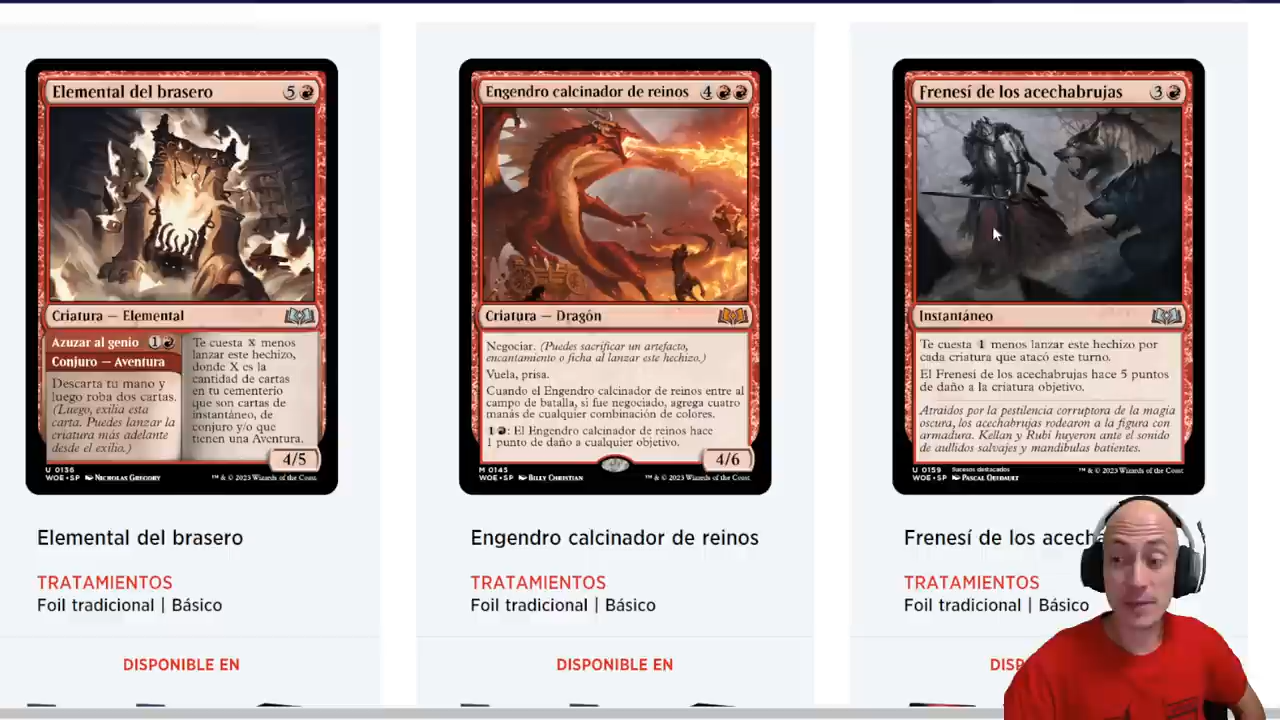 Elemental del brasero 5
Criatura — Elemental
Azuzar al genio 1
Conjuro — Aventura
Descarta tu mano y
luego roba dos cartas.
(Luego, exilia esta
carta. Puedes lanzar la
criatura más adelante
desde el exilio.)
Te cuesta X menos
lanzar este hechizo,
donde X es la
cantidad de cartas
en tu cementerio
que son cartas de
instantáneo, de
conjuro y/o que
tienen una Aventura.
4/5
U 0136
WOE • SP Nicholas Gregory ™ & © 2023 Wizards of the Coast
Engendro calcinador de reinos 4
Criatura — Dragón
Negociar. (Puedes sacrificar un artefacto,
encantamiento o ficha al lanzar este hechizo.)
Vuela, prisa.
Cuando el Engendro calcinador de reinos entre al
campo de batalla, si fue negociado, agrega cuatro
manás de cualquier combinación de colores.
1: El Engendro calcinador de reinos hace
1 punto de daño a cualquier objetivo.
4/6
M 0145
WOE • SP Billy Christian ™ & © 2023 Wizards of the Coast
Frenesí de los acechabrujas 3
Instantáneo
Te cuesta 1 menos lanzar este hechizo por
cada criatura que atacó este turno.
El Frenesí de los acechabrujas hace 5 puntos
de daño a la criatura objetivo.
Atraídos por la pestilencia corruptora de la magia
oscura, los acechabrujas rodearon a la figura con
armadura. Kellan y Rubi huyeron ante el sonido
de aullidos salvajes y mandíbulas batientes.
U 0159 Sucesos destacados
WOE • SP Pascal Quidault ™ & © 2023 Wizards of the Coast
Elemental del brasero
TRATAMIENTOS
Foil tradicional | Básico
DISPONIBLE EN
Engendro calcinador de reinos
TRATAMIENTOS
Foil tradicional | Básico
DISPONIBLE EN
Frenesí de los acech
TRATAMIENTOS
Foil tradicional | Básico
DISP